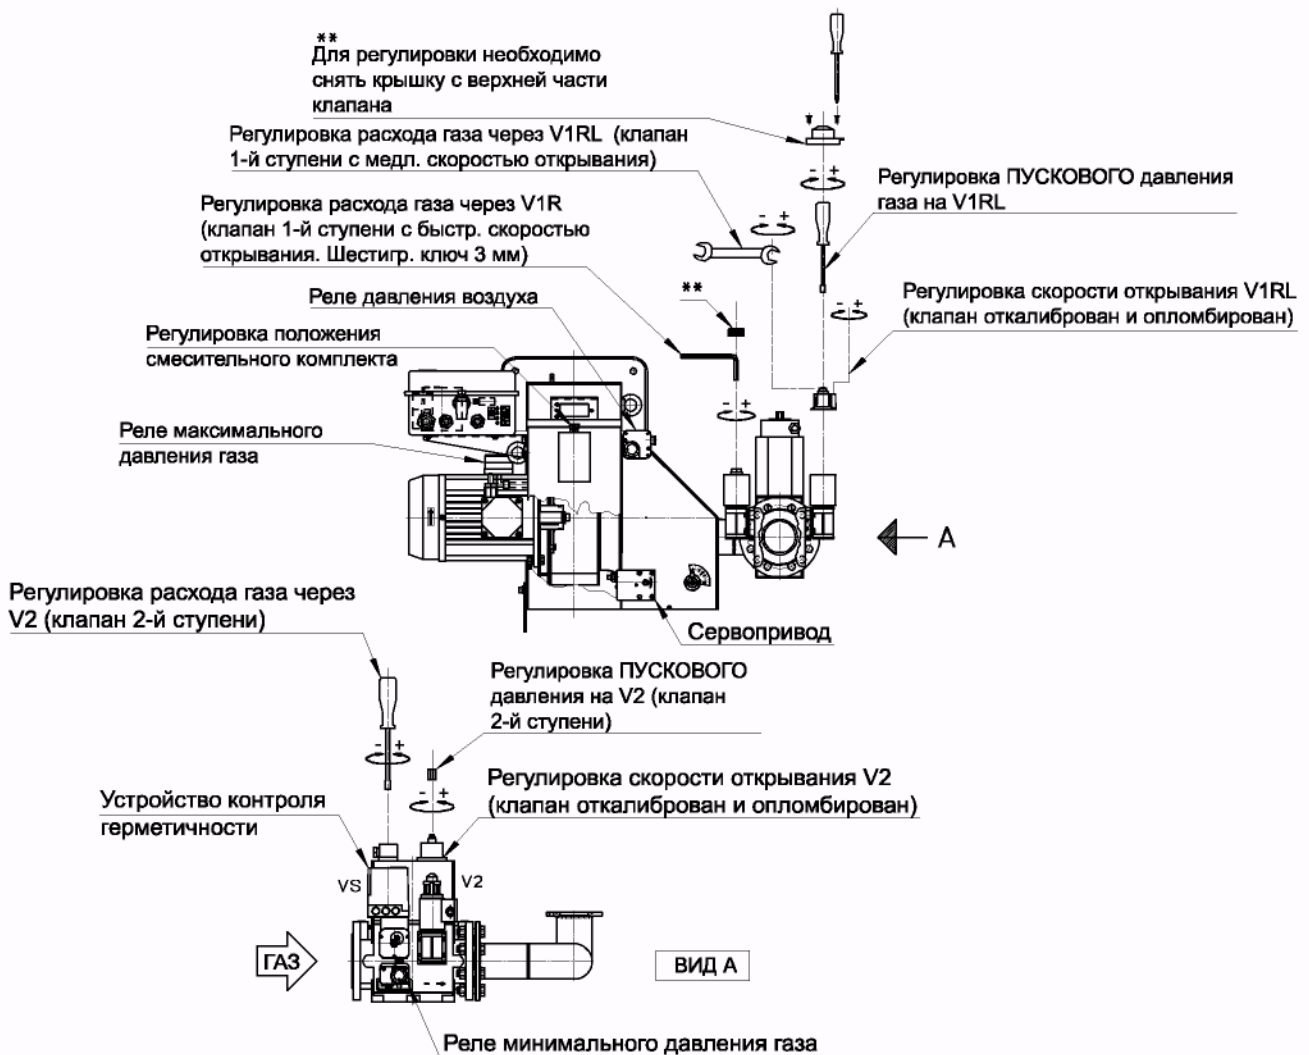 **
Для регулировки необходимо
снять крышку с верхней части
клапана
Регулировка расхода газа через V1RL (клапан
1-й ступени с медл. скоростью открывания)
Регулировка ПУСКОВОГО давления
газа на V1RL
- +
Регулировка расхода газа через V1R
(клапан 1-й ступени с быстр. скоростью
открывания. Шестигр. ключ 3 мм)
- +
**
Реле давления воздуха
Регулировка скорости открывания V1RL
(клапан откалиброван и опломбирован)
- +
Регулировка положения
смесительного комплекта
- +
Реле максимального
давления газа
A
Регулировка расхода газа через
V2 (клапан 2-й ступени)
Сервопривод
Регулировка ПУСКОВОГО
давления на V2 (клапан
2-й ступени)
- +
Регулировка скорости открывания V2
(клапан откалиброван и опломбирован)
- +
Устройство контроля
герметичности
VS
V2
ГАЗ
ВИД А
Реле минимального давления газа